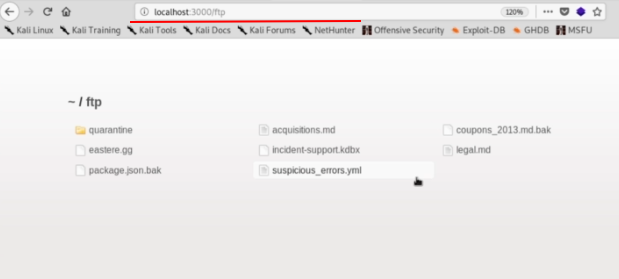 localhost:3000/ftp 120%
Kali Linux Kali Training Kali Tools Kali Docs Kali Forums NetHunter Offensive Security Exploit-DB GHDB MSFU
~ / ftp
quarantine acquisitions.md coupons_2013.md.bak
eastere.gg incident-support.kdbx legal.md
package.json.bak suspicious_errors.yml